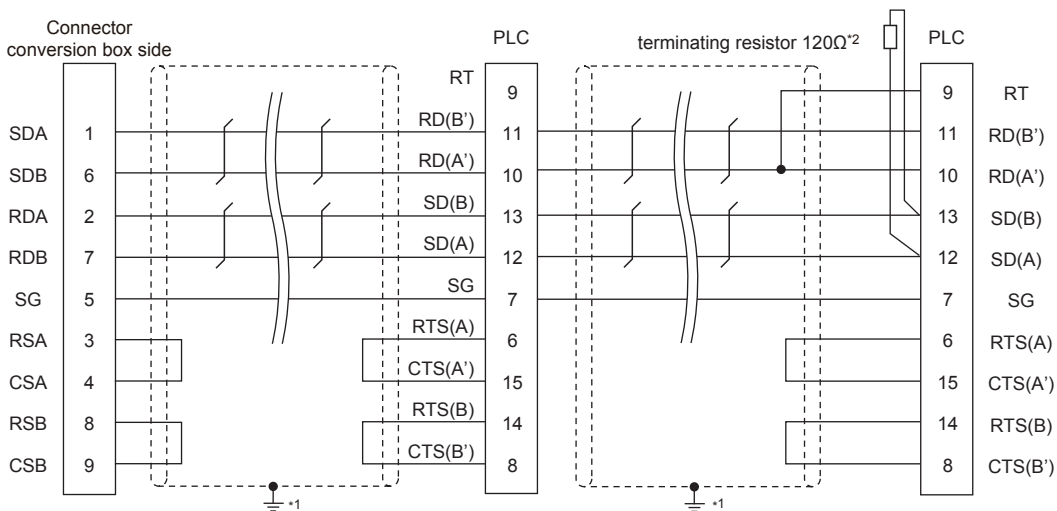 Connector
conversion box side
PLC
terminating resistor 120Ω*2
PLC
RT
9
9
RT
SDA
1
RD(B')
11
11
RD(B')
SDB
6
RD(A')
10
10
RD(A')
RDA
2
SD(B)
13
13
SD(B)
RDB
7
SD(A)
12
12
SD(A)
SG
5
SG
7
7
SG
RSA
3
RTS(A)
6
6
RTS(A)
CSA
4
CTS(A')
15
15
CTS(A')
RSB
8
RTS(B)
14
14
RTS(B)
CSB
9
CTS(B')
8
8
CTS(B')
*1
*1